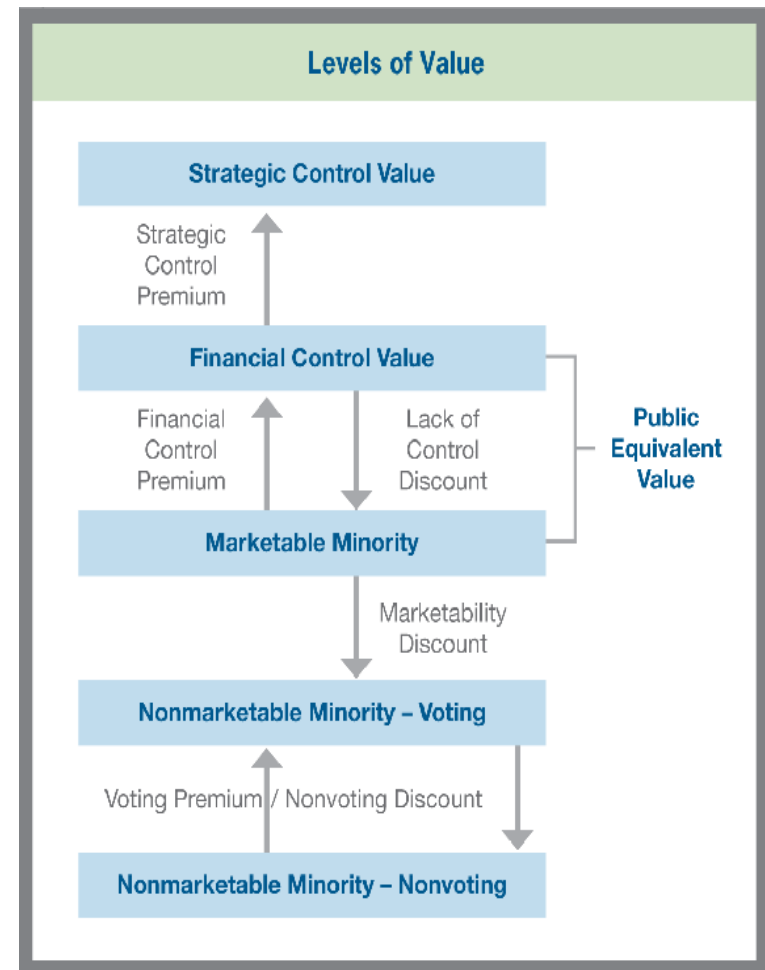 Levels of Value
Strategic Control Value
Strategic
Control
Premium
Financial Control Value
Financial
Control
Premium
Lack of
Control
Discount
Public
Equivalent
Value
Marketable Minority
Marketability
Discount
Nonmarketable Minority – Voting
Voting Premium / Nonvoting Discount
Nonmarketable Minority – Nonvoting